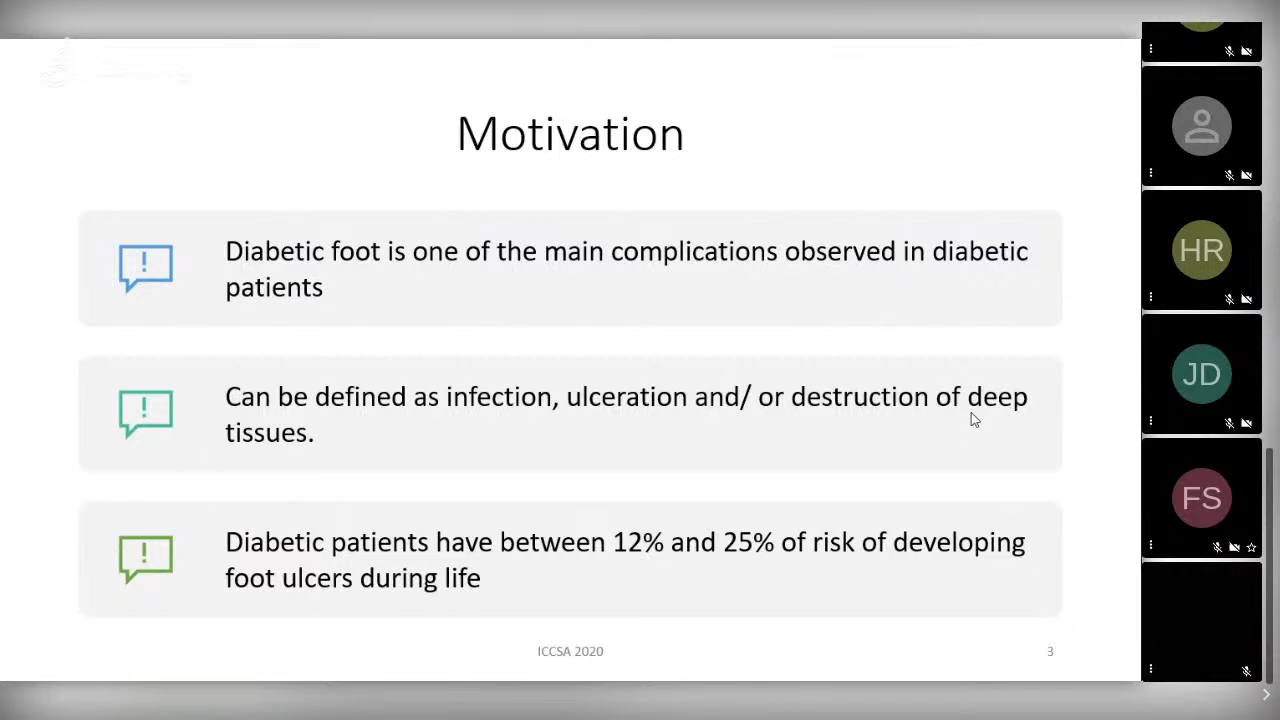 Motivation
Diabetic foot is one of the main complications observed in diabetic
patients
Can be defined as infection, ulceration and/ or destruction of deep
tissues.
Diabetic patients have between 12% and 25% of risk of developing
foot ulcers during life
ICCSA 2020
3
HR
JD
FS